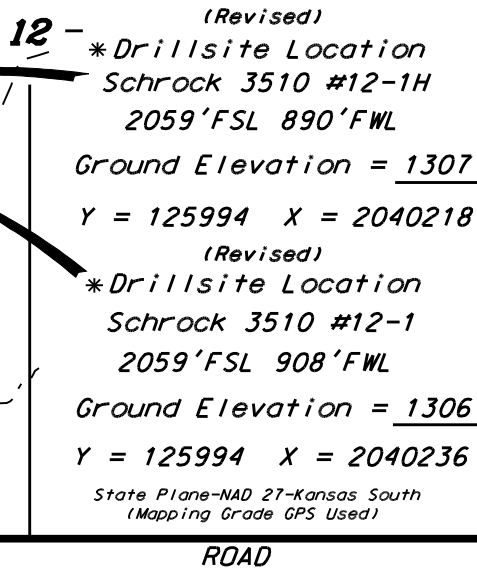 12
(Revised)
*Drillsite Location
Schrock 3510 #12-1H
2059'FSL 890'FWL
Ground Elevation = 1307
Y = 125994 X = 2040218
(Revised)
*Drillsite Location
Schrock 3510 #12-1
2059'FSL 908'FWL
Ground Elevation = 1306
Y = 125994 X = 2040236
State Plane-NAD 27-Kansas South
(Mapping Grade GPS Used)
ROAD